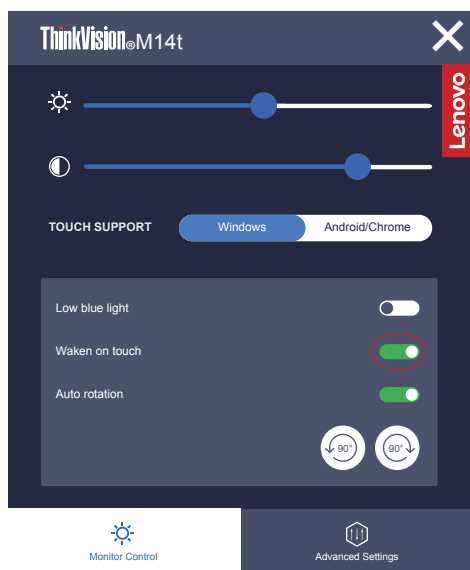 ThinkVision®M14t
Lenovo
TOUCH SUPPORT Windows Android/Chrome
Low blue light
Waken on touch
Auto rotation
90° 90°
Monitor Control Advanced Settings